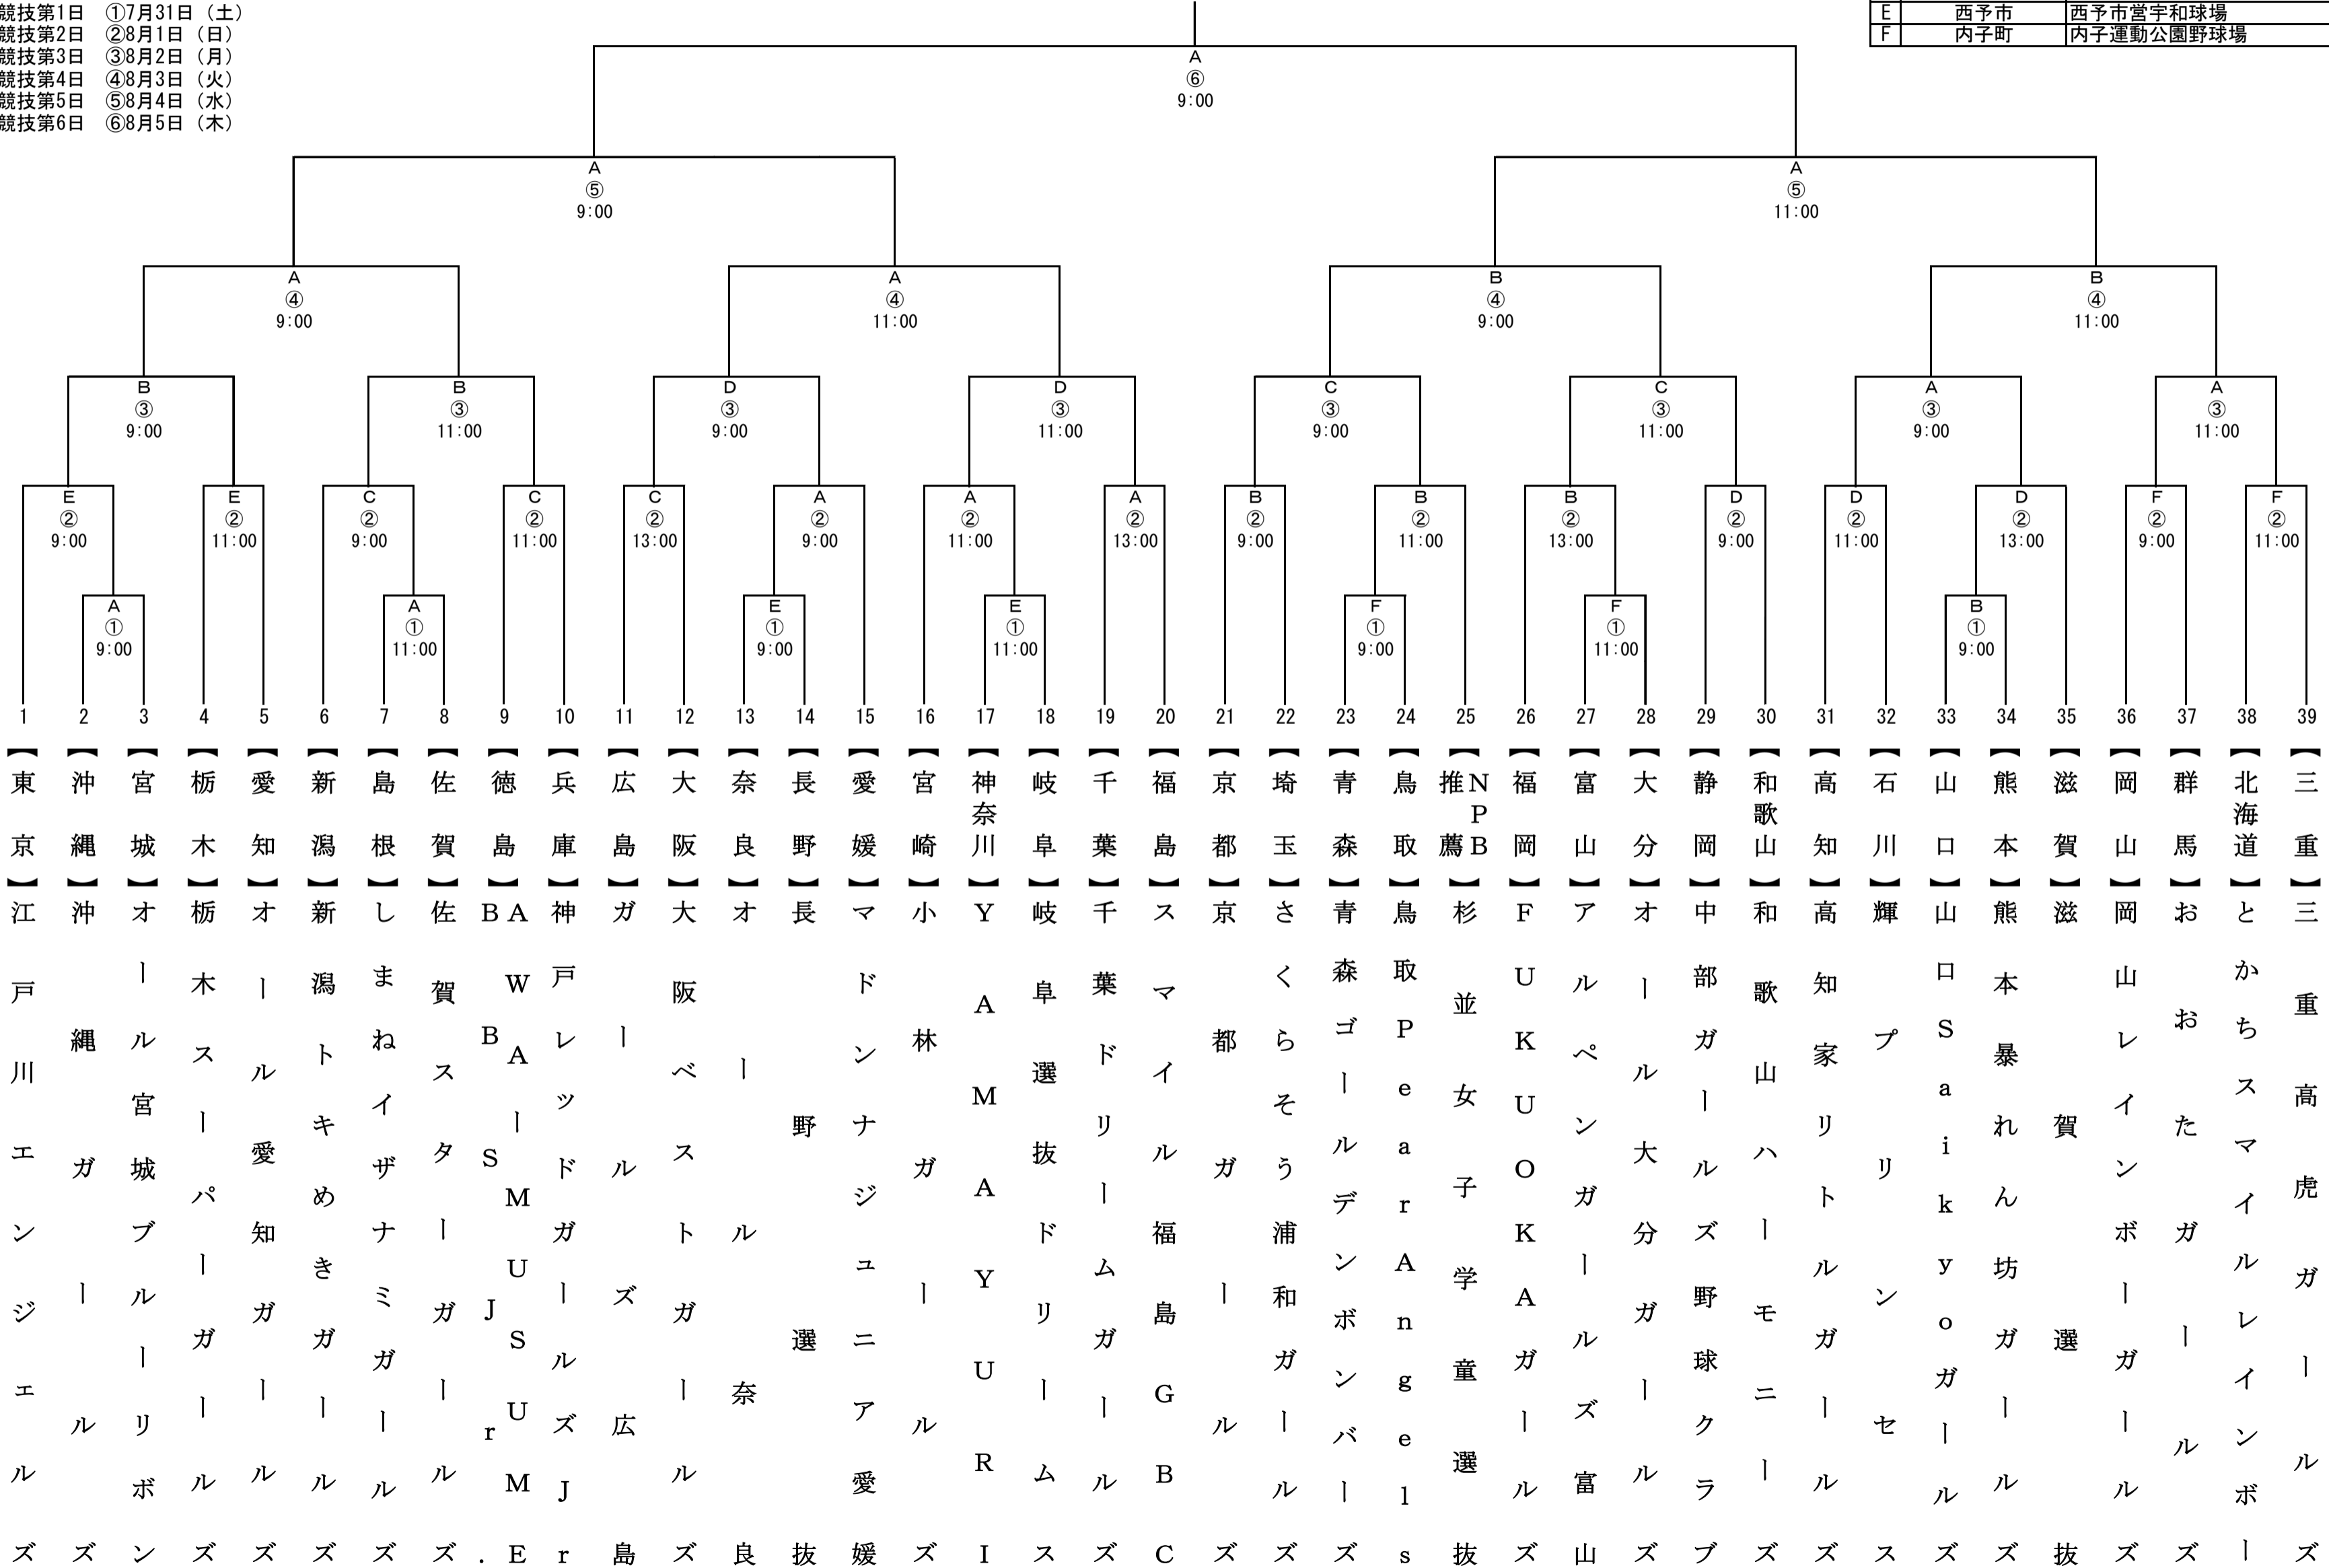 競技第1日 ①7月31日（土）
競技第2日 ②8月1日（日）
競技第3日 ③8月2日（月）
競技第4日 ④8月3日（火）
競技第5日 ⑤8月4日（水）
競技第6日 ⑥8月5日（木）
E 西予市 西予市営宇和球場
F 内子町 内子運動公園野球場
A
⑥
9:00
A A
⑤ ⑤
9:00 11:00
A A B B
④ ④ ④ ④
9:00 11:00 9:00 11:00
B B D D C C A A
③ ③ ③ ③ ③ ③ ③ ③
9:00 11:00 9:00 11:00 9:00 11:00 9:00 11:00
E E C C C A A A B B B D D D F F
② ② ② ② ② ② ② ② ② ② ② ② ② ② ② ②
9:00 11:00 9:00 11:00 13:00 9:00 11:00 13:00 9:00 11:00 13:00 9:00 11:00 13:00 9:00 11:00
A A E E F F B
① ① ① ① ① ① ①
9:00 11:00 9:00 11:00 9:00 11:00 9:00
1 2 3 4 5 6 7 8 9 10 11 12 13 14 15 16 17 18 19 20 21 22 23 24 25 26 27 28 29 30 31 32 33 34 35 36 37 38 39
【東京】江戸川エンジェルズ
【沖縄】沖縄ガールズ
【宮城】オール宮城ブルーリボン
【栃木】栃木スーパーガールズ
【愛知】オール愛知ガールズ
【新潟】新潟トキめきガールズ
【島根】しまねイザナミガールズ
【佐賀】佐賀スターガールズ
【徳島】AWA－MUSUME
BBSJr.
【兵庫】神戸レッドガールズJr
【広島】ガールズ広島
【大阪】大阪ベストガールズ
【奈良】オール奈良
【長野】長野選抜
【愛媛】マドンナジュニア愛媛
【宮崎】小林ガールズ
【神奈川】YAMAYURI
【岐阜】岐阜選抜ドリームス
【千葉】千葉ドリームガールズ
【福島】スマイル福島GBC
【京都】京都ガールズ
【埼玉】さくらそう浦和ガールズ
【青森】青森ゴールデンボンバーズ
【鳥取】鳥取PearAngels
【NPB
推薦】杉並女子学童選抜
【福岡】FUKUOKAガールズ
【富山】アルペンガールズ富山
【大分】オール大分ガールズ
【静岡】中部ガールズ野球クラブ
【和歌山】和歌山ハーモニーズ
【高知】高知家リトルガールズ
【石川】輝プリンセス
【山口】山口Saikyoガールズ
【熊本】熊本暴れん坊ガールズ
【滋賀】滋賀選抜
【岡山】岡山レインボーガールズ
【群馬】おおたガールズ
【北海道】とかちスマイルレインボー
【三重】三重高虎ガールズ